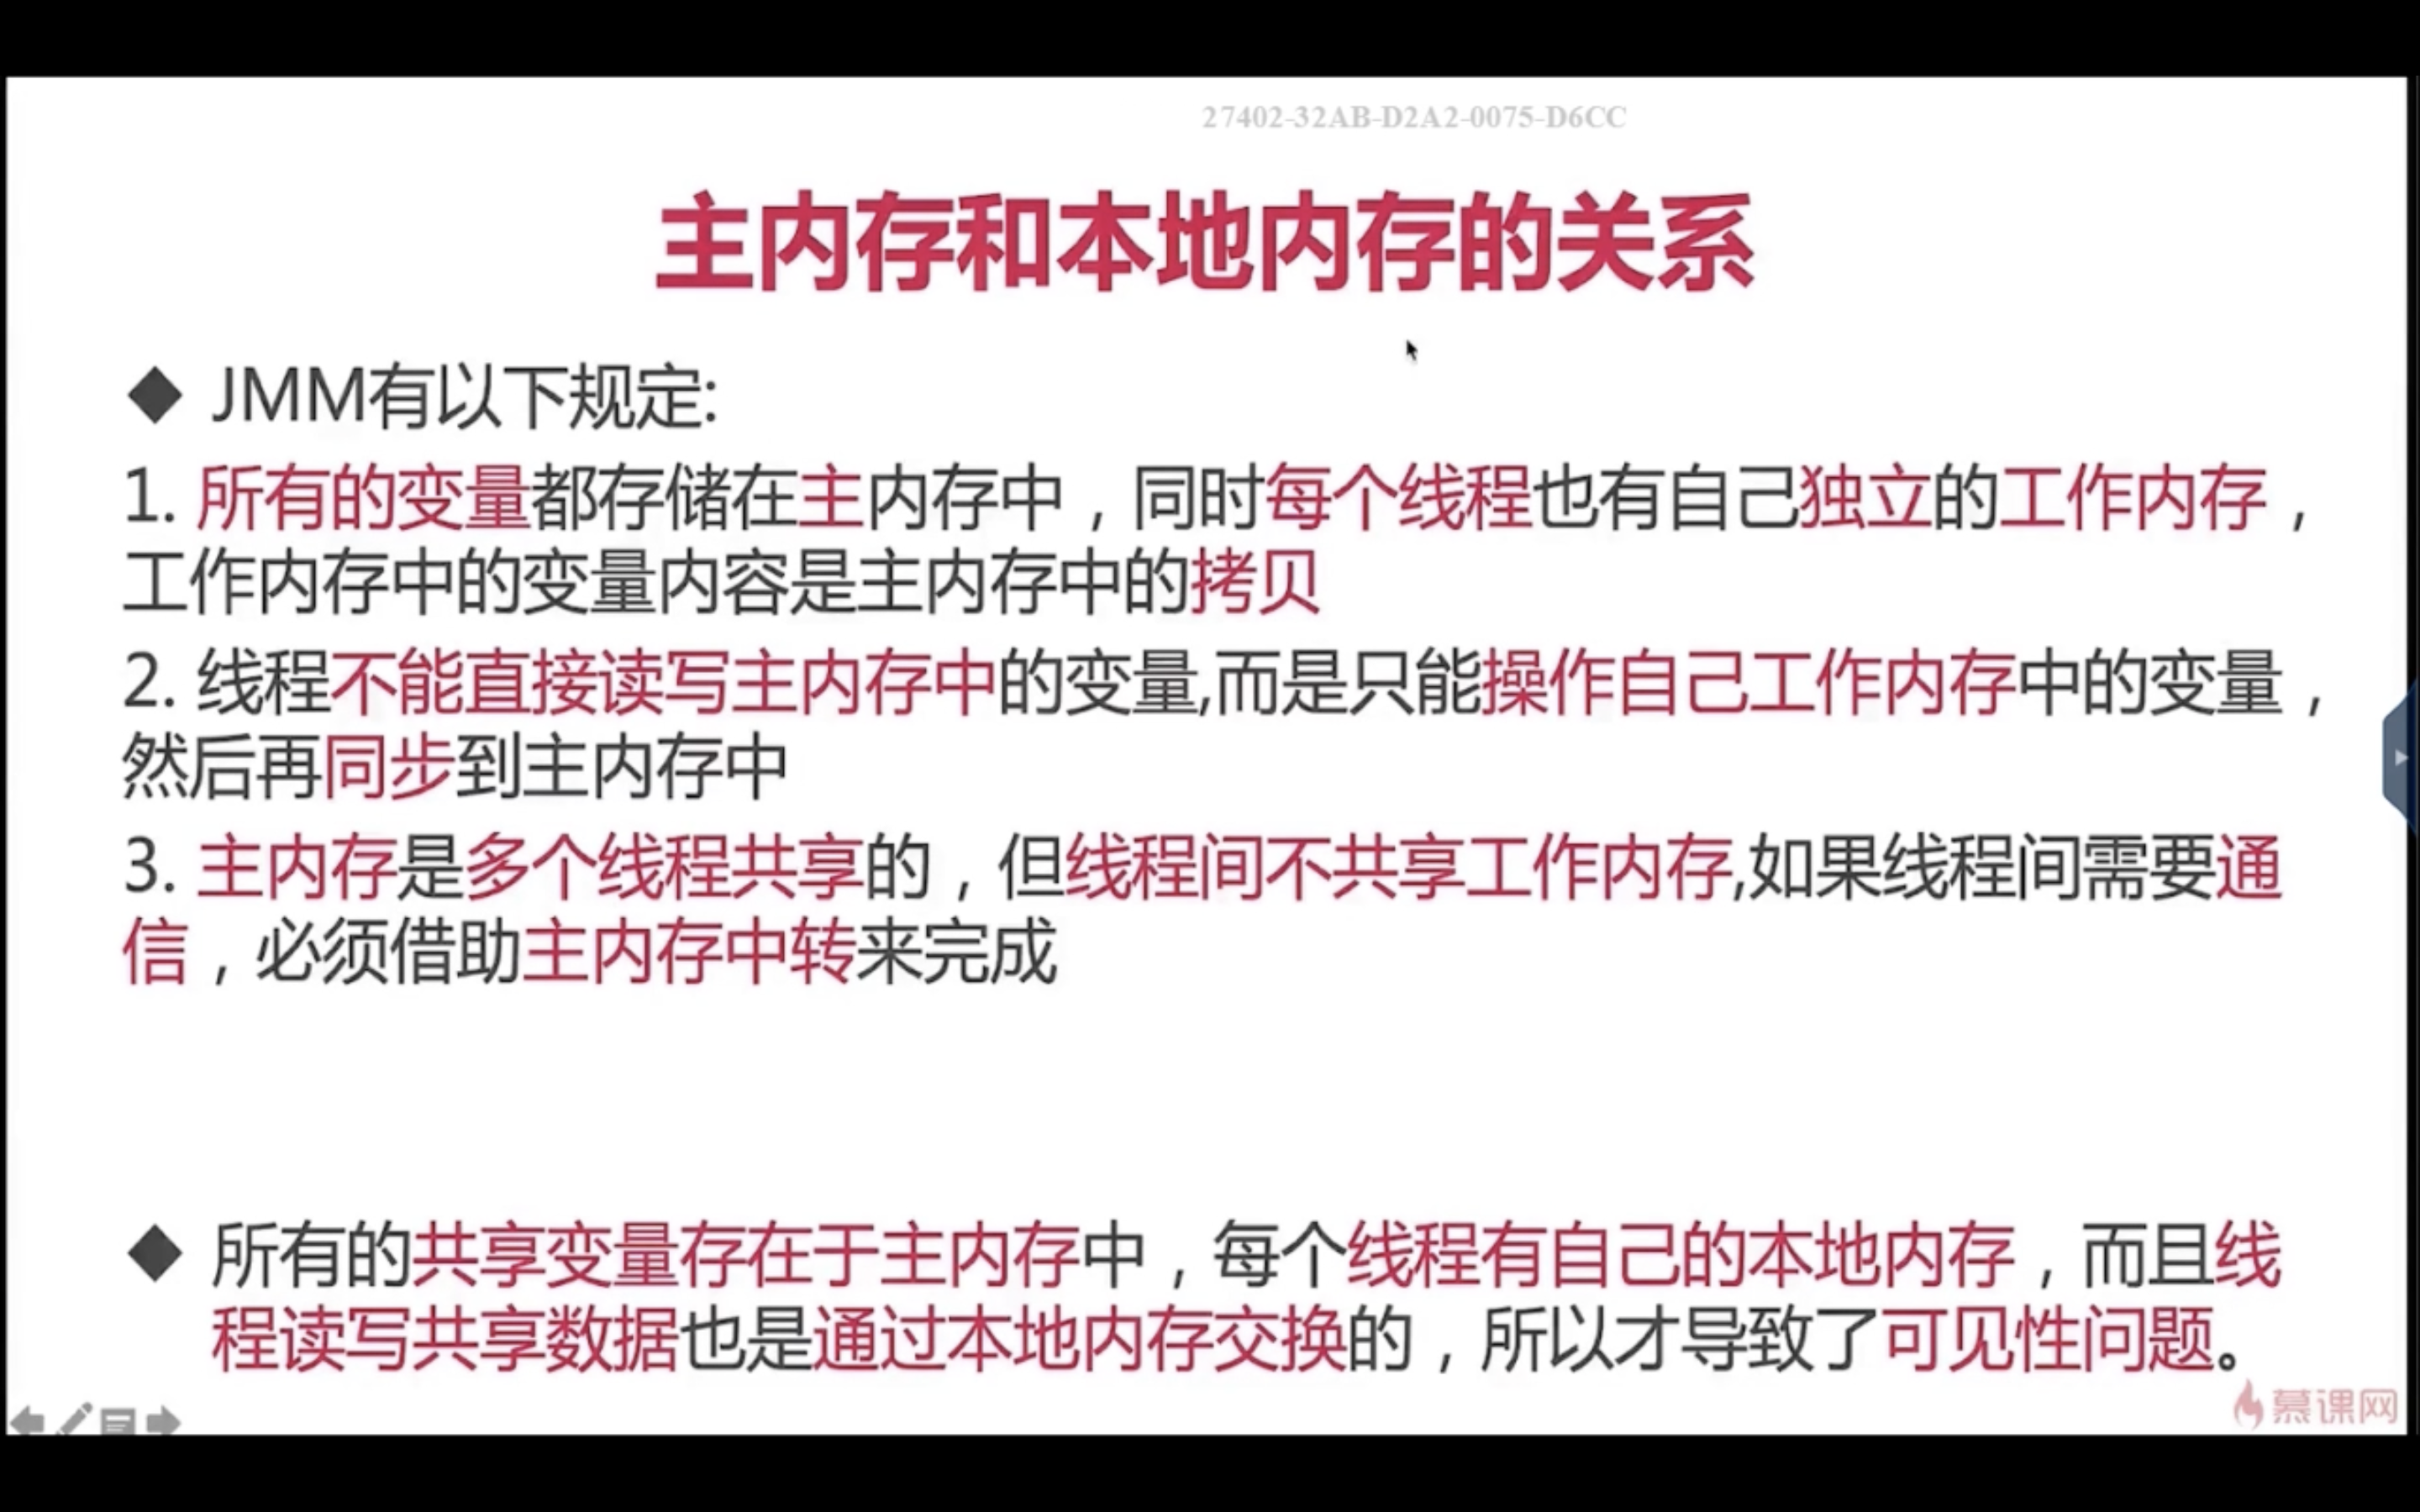 27402-32AB-D2A2-0075-D6CC
主内存和本地内存的关系
◆ JMM有以下规定:
1. 所有的变量都存储在主内存中，同时每个线程也有自己独立的工作内存，
工作内存中的变量内容是主内存中的拷贝
2. 线程不能直接读写主内存中的变量,而是只能操作自己工作内存中的变量，
然后再同步到主内存中
3. 主内存是多个线程共享的，但线程间不共享工作内存,如果线程间需要通
信，必须借助主内存中转来完成
◆ 所有的共享变量存在于主内存中，每个线程有自己的本地内存，而且线
程读写共享数据也是通过本地内存交换的，所以才导致了可见性问题。
慕课网